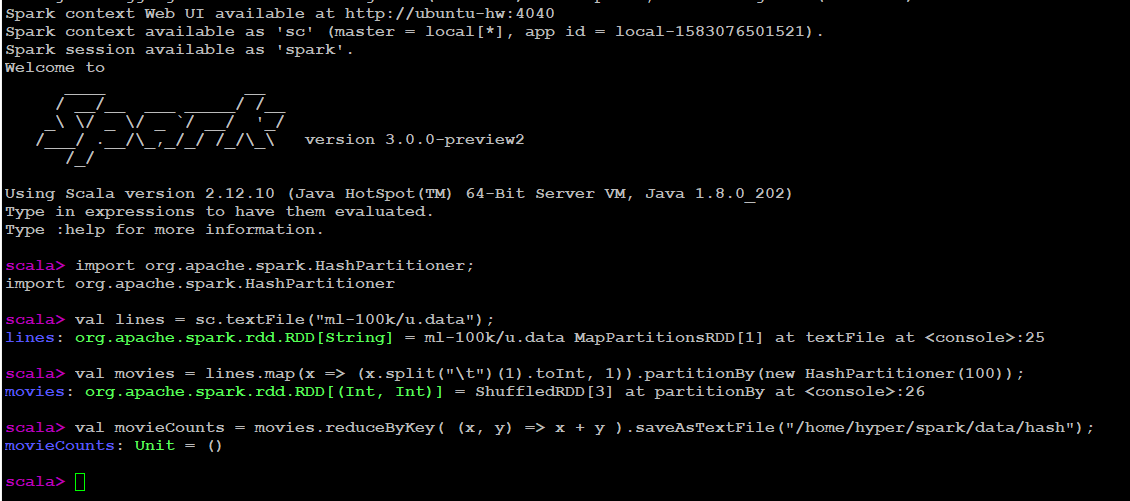 Spark context Web UI available at http://ubuntu-hw:4040
Spark context available as 'sc' (master = local[*], app id = local-1583076501521).
Spark session available as 'spark'.
Welcome to
Spark version 3.0.0-preview2
Using Scala version 2.12.10 (Java HotSpot(TM) 64-Bit Server VM, Java 1.8.0_202)
Type in expressions to have them evaluated.
Type :help for more information.
scala> import org.apache.spark.HashPartitioner;
import org.apache.spark.HashPartitioner
scala> val lines = sc.textFile("ml-100k/u.data");
lines: org.apache.spark.rdd.RDD[String] = ml-100k/u.data MapPartitionsRDD[1] at textFile at <console>:25
scala> val movies = lines.map(x => (x.split("\t")(1).toInt, 1)).partitionBy(new HashPartitioner(100));
movies: org.apache.spark.rdd.RDD[(Int, Int)] = ShuffledRDD[3] at partitionBy at <console>:26
scala> val movieCounts = movies.reduceByKey( (x, y) => x + y ).saveAsTextFile("/home/hyper/spark/data/hash");
movieCounts: Unit = ()
scala>